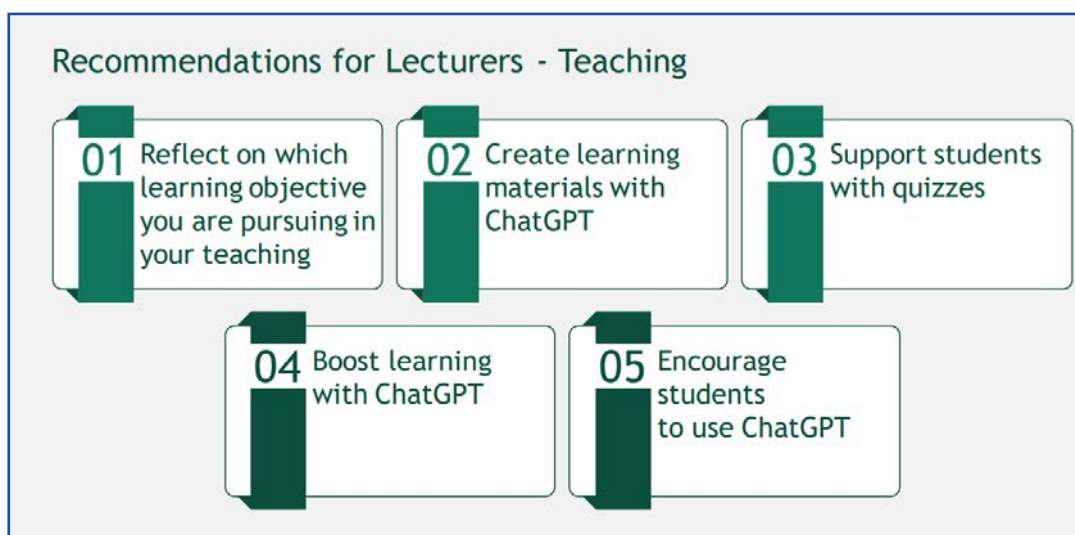 Recommendations for Lecturers - Teaching
01
Reflect on which
learning objective
you are pursuing in
your teaching
02
Create learning
materials with
ChatGPT
03
Support students
with quizzes
04
Boost learning
with ChatGPT
05
Encourage
students
to use ChatGPT